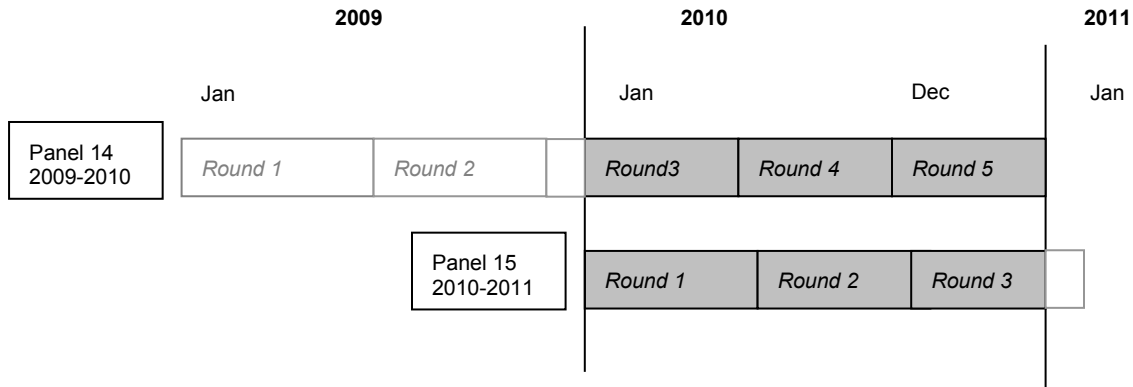 2009 2010 2011
Jan Jan Dec Jan
Panel 14
2009-2010
Round 1 Round 2 Round3 Round 4 Round 5
Panel 15
2010-2011
Round 1 Round 2 Round 3